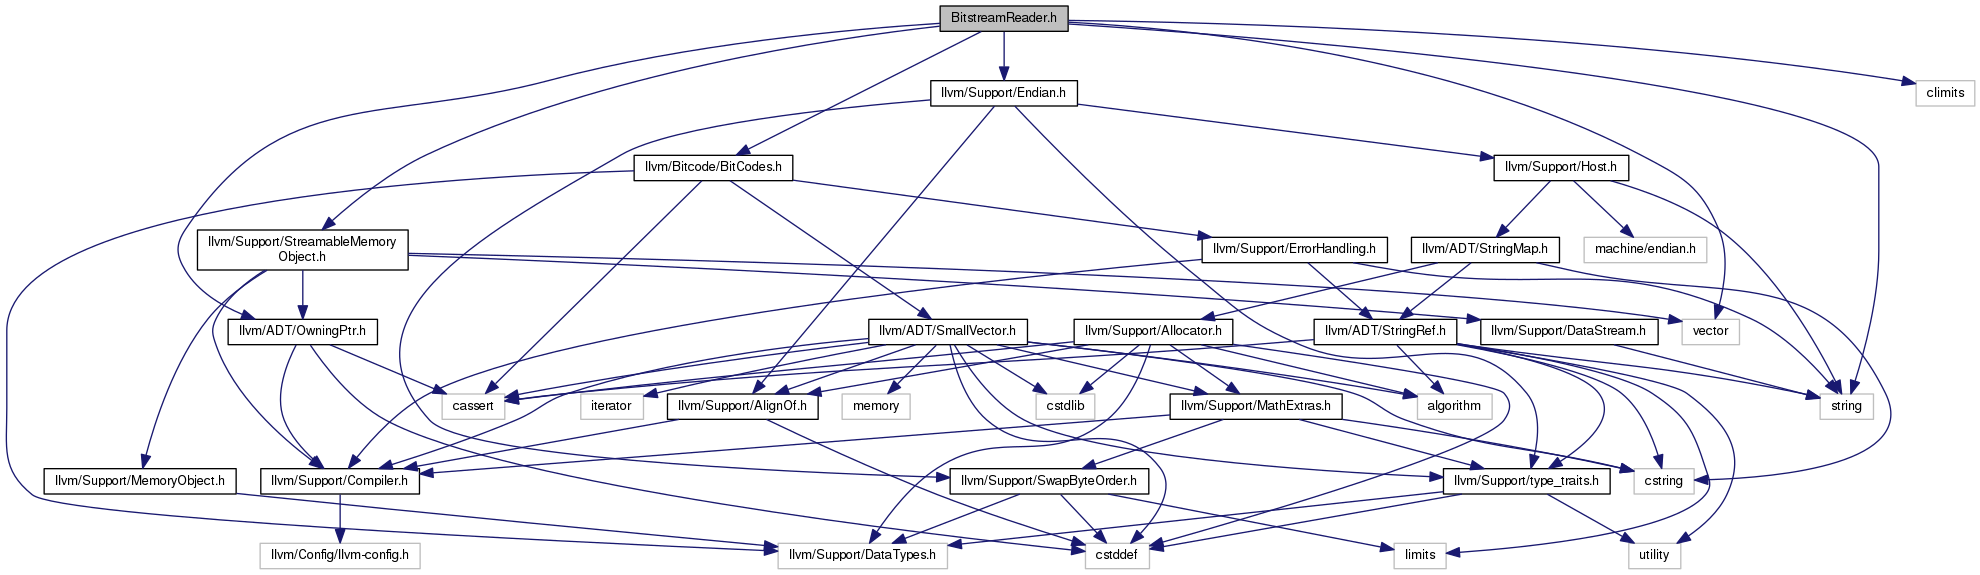 BitstreamReader.h
llvm/Support/Endian.h
climits
llvm/Bitcode/BitCodes.h
llvm/Support/Host.h
llvm/Support/StreamableMemory
Object.h
llvm/Support/ErrorHandling.h
llvm/ADT/StringMap.h
machine/endian.h
llvm/ADT/OwningPtr.h
llvm/ADT/SmallVector.h
llvm/Support/Allocator.h
llvm/ADT/StringRef.h
llvm/Support/DataStream.h
vector
cassert
iterator
llvm/Support/AlignOf.h
memory
cstdlib
llvm/Support/MathExtras.h
algorithm
string
llvm/Support/MemoryObject.h
llvm/Support/Compiler.h
llvm/Support/SwapByteOrder.h
llvm/Support/type_traits.h
cstring
llvm/Config/llvm-config.h
llvm/Support/DataTypes.h
cstddef
limits
utility